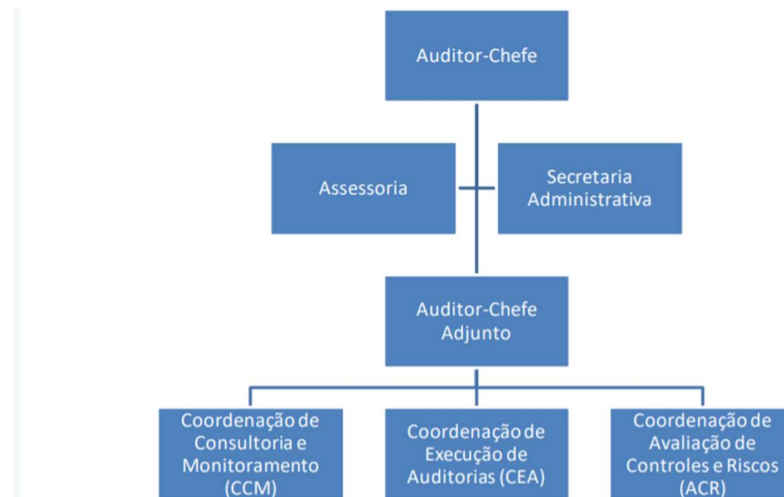 Auditor-Chefe
Assessoria
Secretaria
Administrativa
Auditor-Chefe
Adjunto
Coordenação de
Consultoria e
Monitoramento
(CCM)
Coordenação de
Execução de
Auditorias (CEA)
Coordenação de
Avaliação de
Controles e Riscos
(ACR)